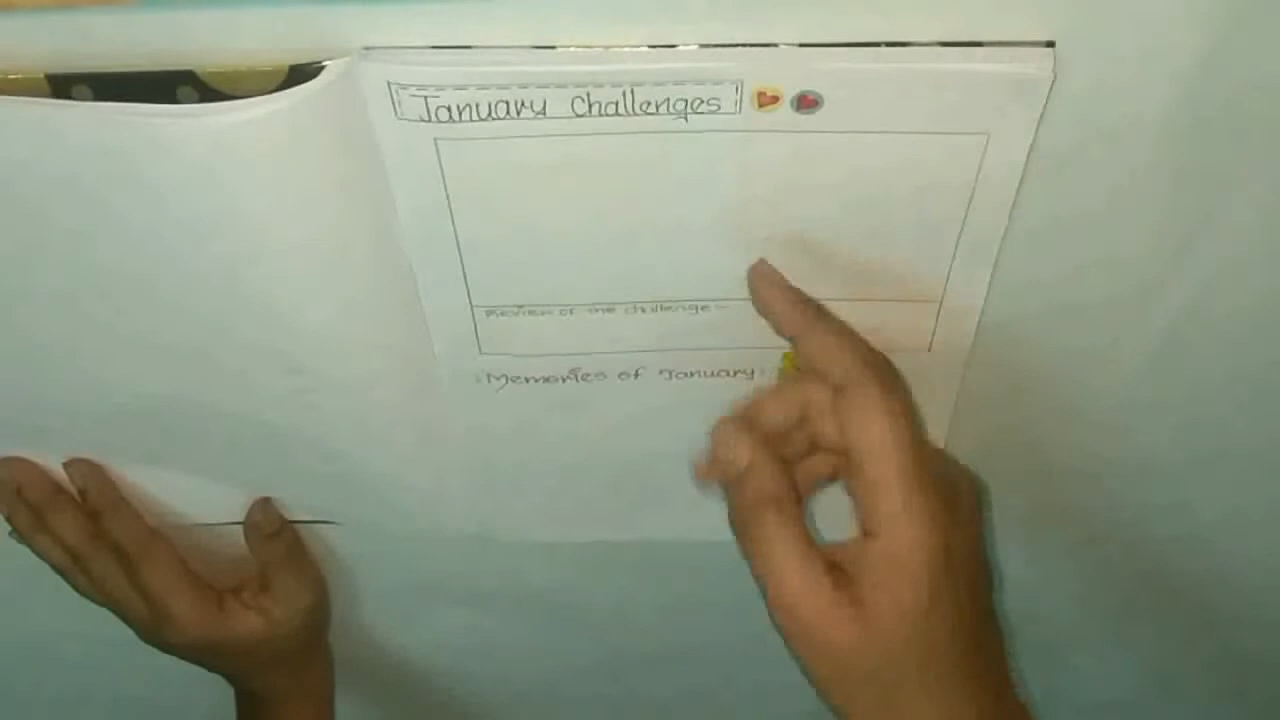 January Challenges
Review of the challenge :-
Memories of January